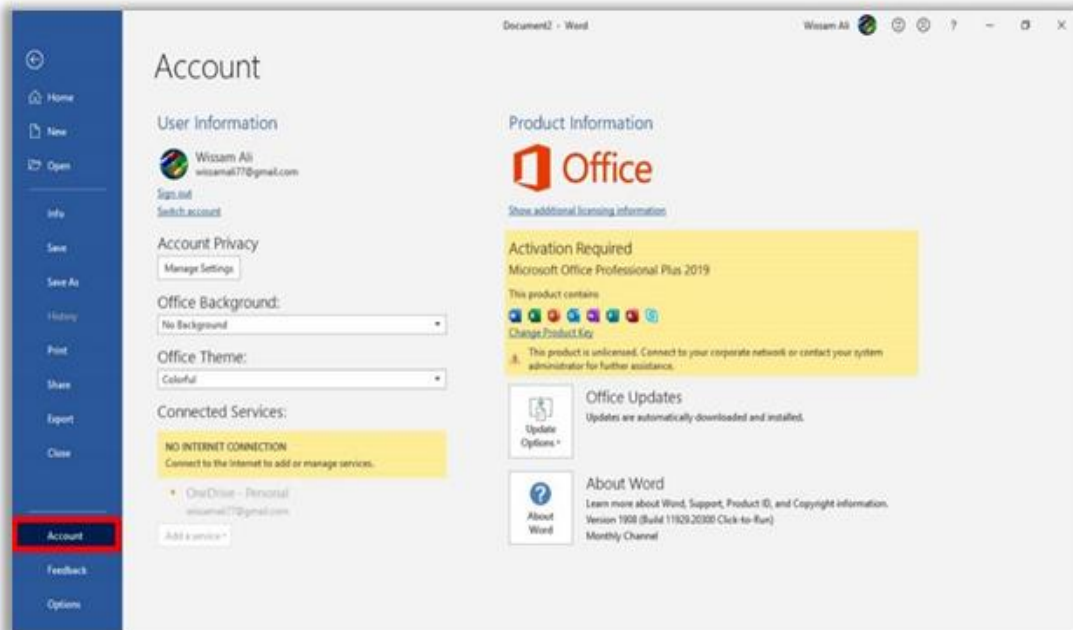 Document2 - Word
Wissam Ali
?
Account
Home
New
Open
Info
Save
Save As
History
Print
Share
Export
Close
Account
Feedback
Options
User Information
Wissam Ali
wissamali77@gmail.com
Sign out
Switch account
Account Privacy
Manage Settings
Office Background:
No Background
Office Theme:
Colorful
Connected Services:
NO INTERNET CONNECTION
Connect to the Internet to add or manage services.
OneDrive - Personal
wissamali77@gmail.com
Add a service
Product Information
Office
Show additional licensing information
Activation Required
Microsoft Office Professional Plus 2019
This product contains
Change Product Key
This product is unlicensed. Connect to your corporate network or contact your system
administrator for further assistance.
Update
Options
Office Updates
Updates are automatically downloaded and installed.
?
About
Word
About Word
Learn more about Word, Support, Product ID, and Copyright information.
Version 1908 (Build 11929.20300 Click-to-Run)
Monthly Channel